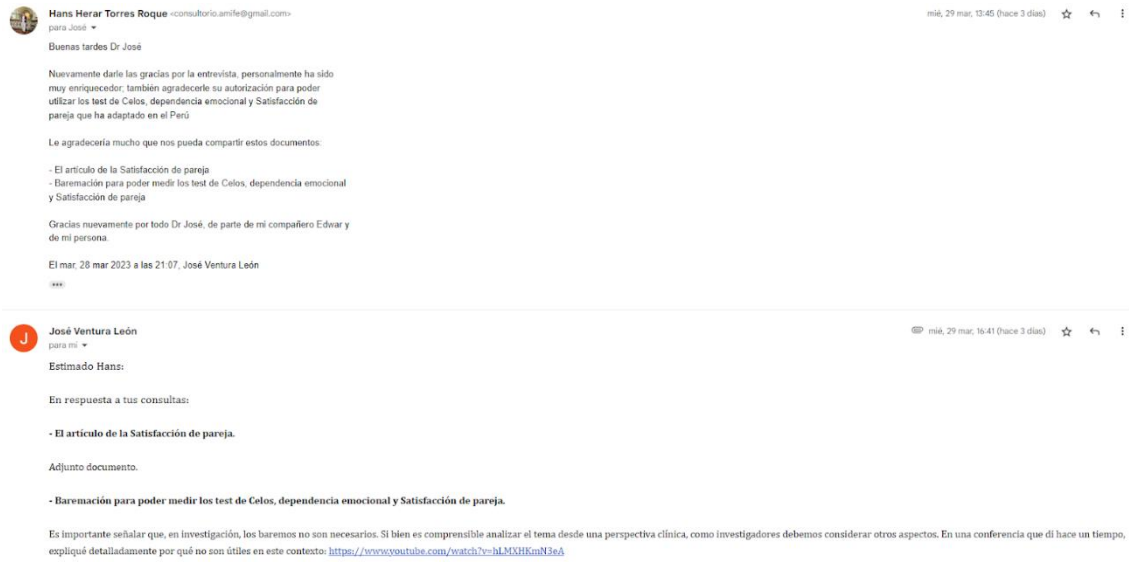 Hans Herar Torres Roque <consultorio.amife@gmail.com>
mié, 29 mar, 13:45 (hace 3 días)
para José
Buenas tardes Dr José
Nuevamente darle las gracias por la entrevista, personalmente ha sido
muy enriquecedor; también agradecerle su autorización para poder
utilizar los test de Celos, dependencia emocional y Satisfacción de
pareja que ha adaptado en el Perú
Le agradecería mucho que nos pueda compartir estos documentos:
- El artículo de la Satisfacción de pareja
- Baremación para poder medir los test de Celos, dependencia emocional
y Satisfacción de pareja
Gracias nuevamente por todo Dr José, de parte de mi compañero Edwar y
de mi persona.
El mar, 28 mar 2023 a las 21:07, José Ventura León
J
José Ventura León
mié, 29 mar, 16:41 (hace 3 días)
para mí
Estimado Hans:
En respuesta a tus consultas:
- El artículo de la Satisfacción de pareja.
Adjunto documento.
- Baremación para poder medir los test de Celos, dependencia emocional y Satisfacción de pareja.
Es importante señalar que, en investigación, los baremos no son necesarios. Si bien es comprensible analizar el tema desde una perspectiva clínica, como investigadores debemos considerar otros aspectos. En una conferencia que di hace un tiempo,
expliqué detalladamente por qué no son útiles en este contexto: https://www.youtube.com/watch?v=hLMXHKmN3eA